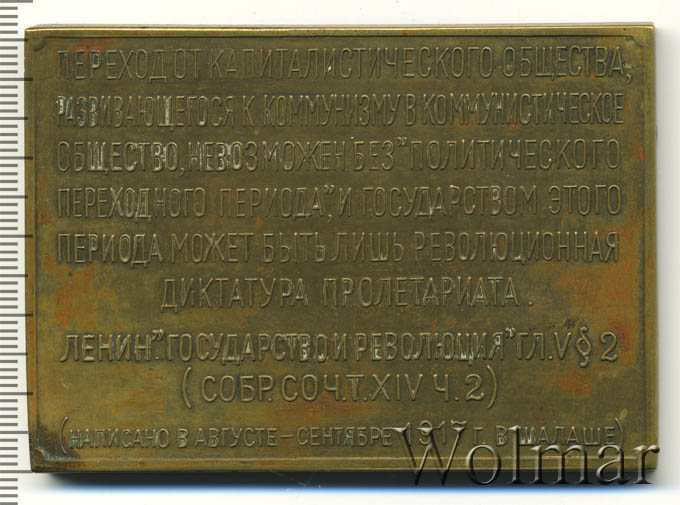 ПЕРЕХОД ОТ КАПИТАЛИСТИЧЕСКОГО ОБЩЕСТВА,
РАЗВИВАЮЩЕГОСЯ К КОММУНИЗМУ В КОММУНИСТИЧЕСКОЕ
ОБЩЕСТВО, НЕВОЗМОЖЕН БЕЗ "ПОЛИТИЧЕСКОГО
ПЕРЕХОДНОГО ПЕРИОДА", И ГОСУДАРСТВОМ ЭТОГО
ПЕРИОДА МОЖЕТ БЫТЬ ЛИШЬ РЕВОЛЮЦИОННАЯ
ДИКТАТУРА ПРОЛЕТАРИАТА.
ЛЕНИН. "ГОСУДАРСТВО И РЕВОЛЮЦИЯ" ГЛ. V § 2
(СОБР. СОЧ. Т. XIV Ч. 2)
(НАПИСАНО В АВГУСТЕ – СЕНТЯБРЕ 1917 Г. В ШАЛАШЕ)
Wolmar